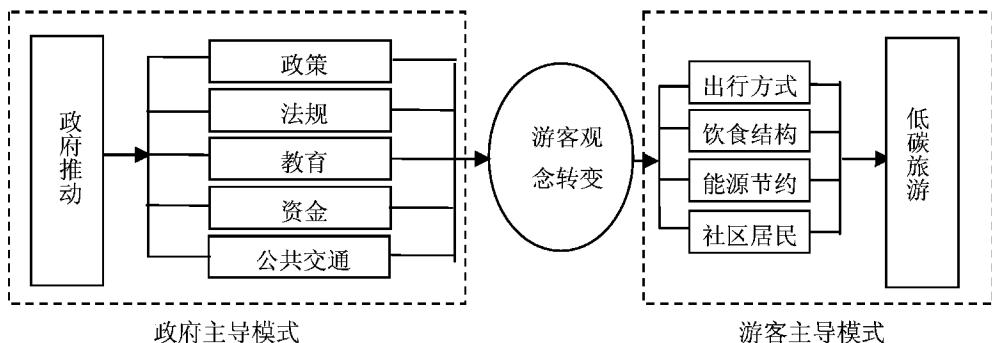 政府推动
政策
法规
教育
资金
公共交通
游客观
念转变
出行方式
饮食结构
能源节约
社区居民
低碳旅游
政府主导模式
游客主导模式